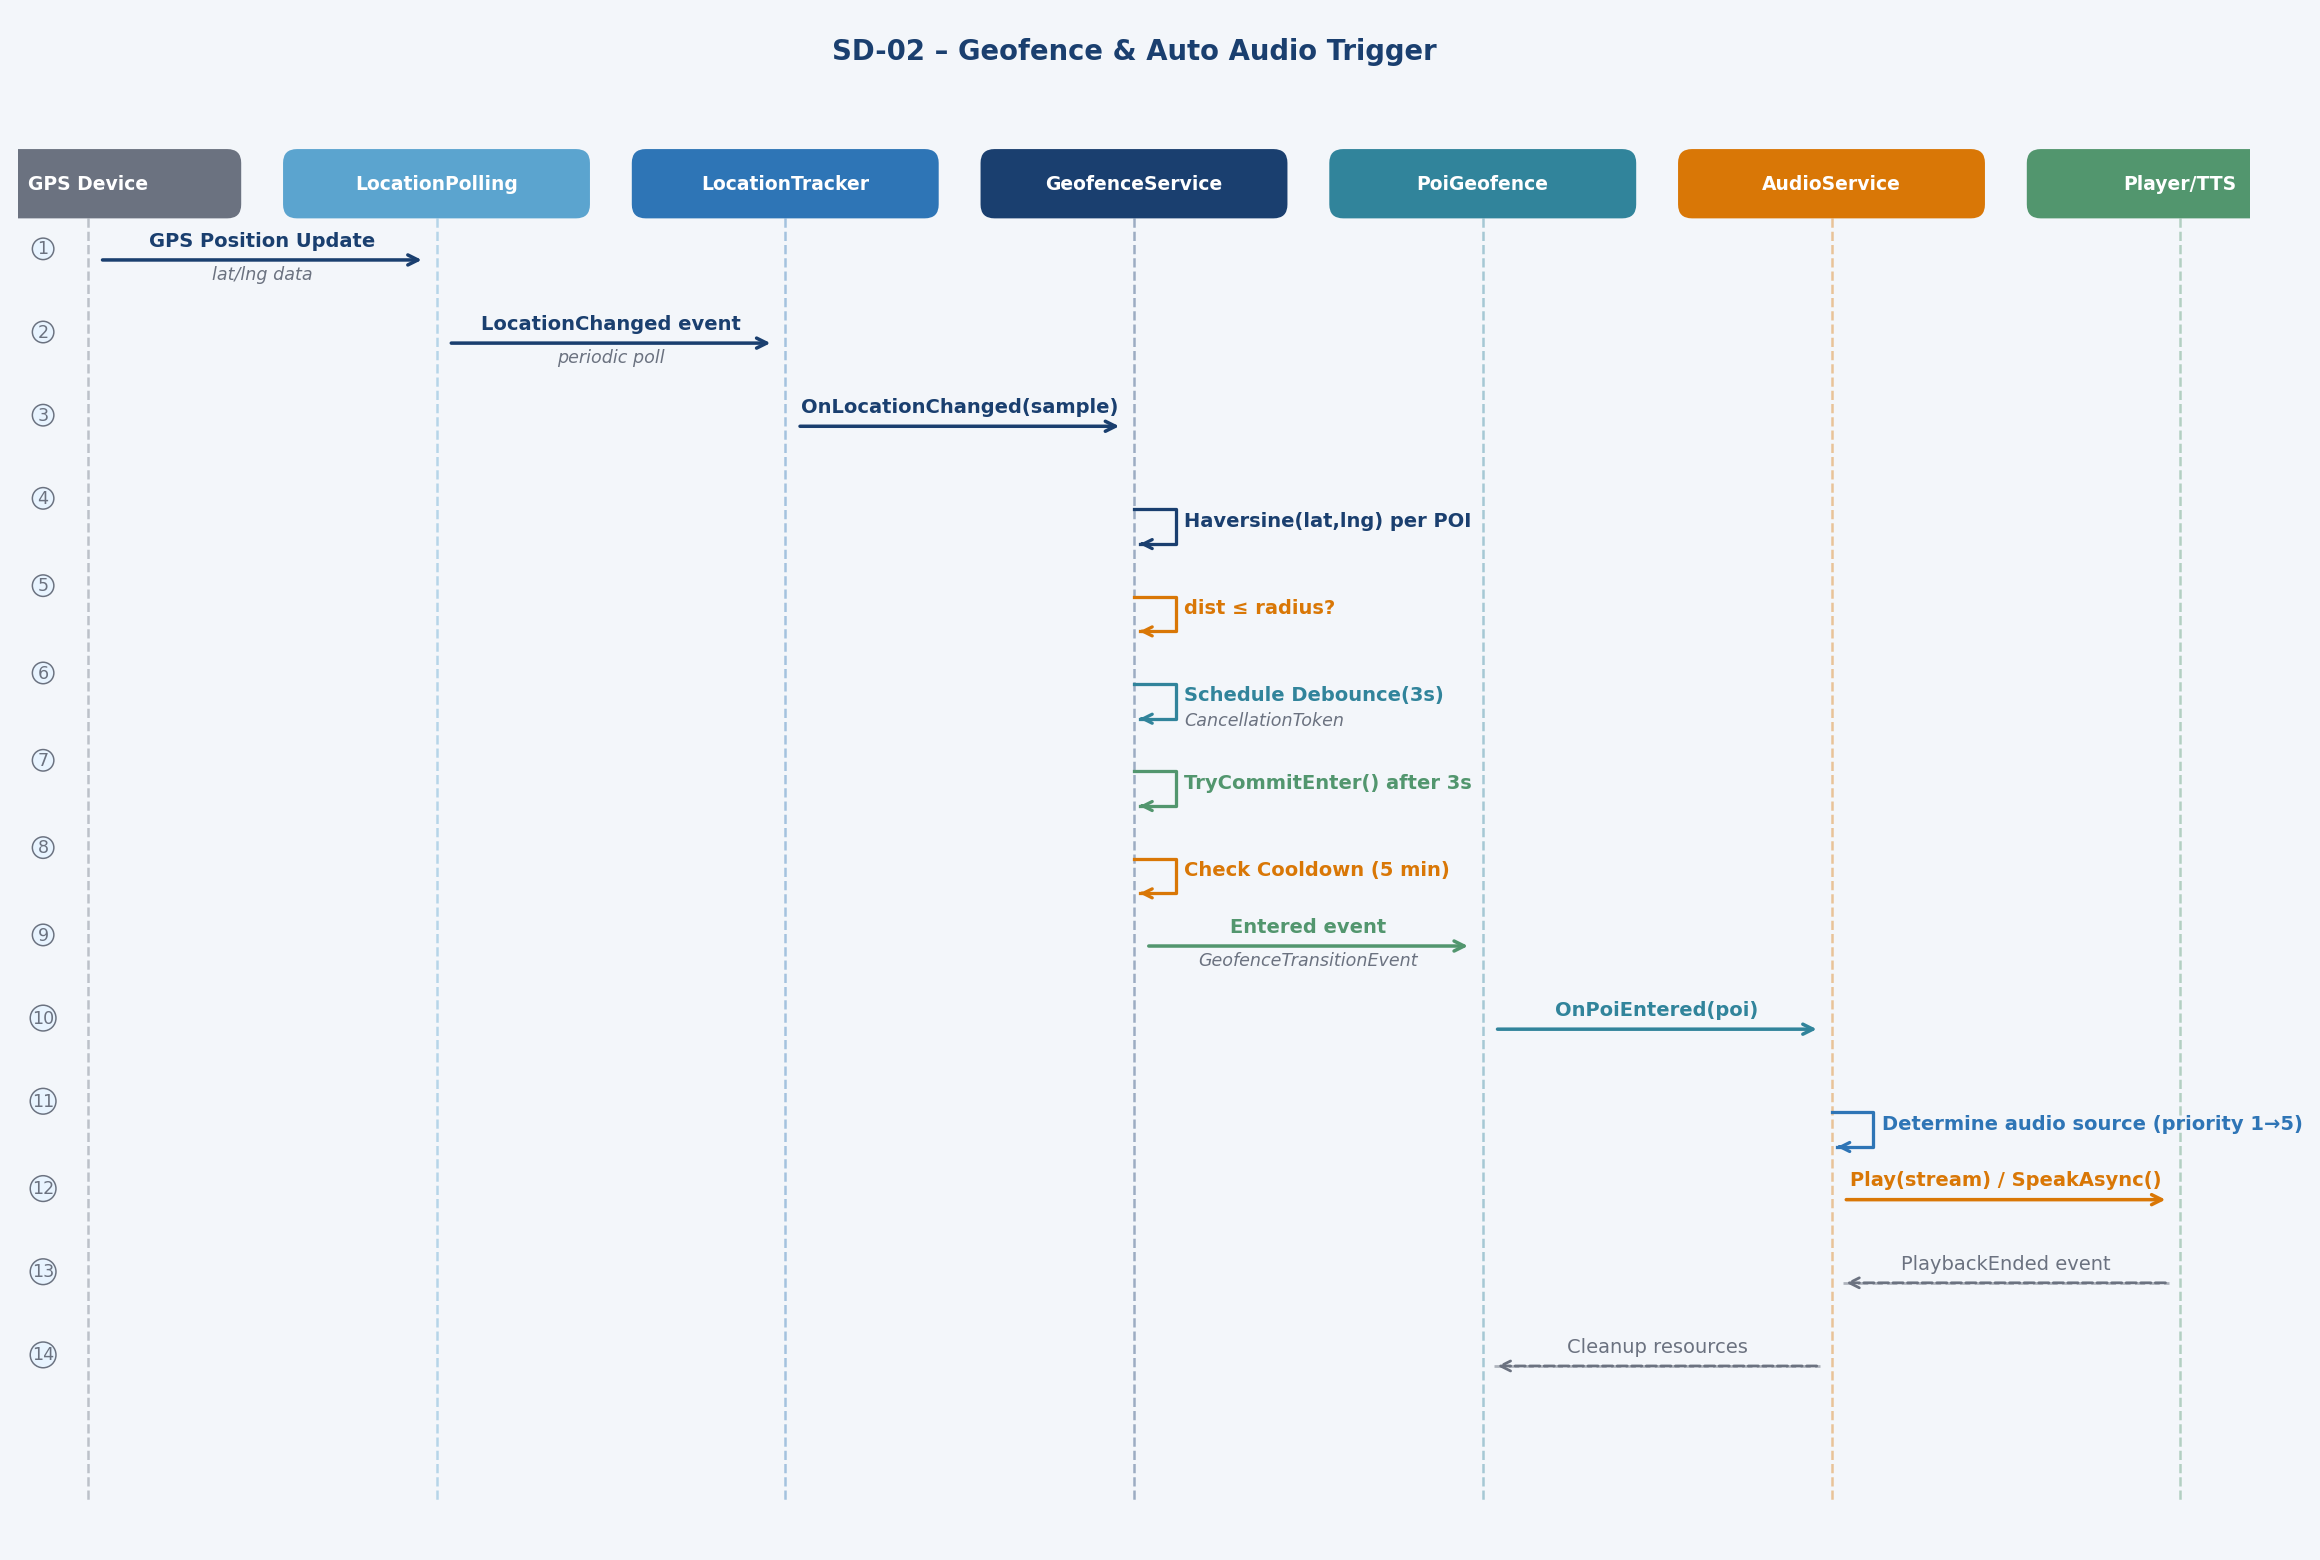 SD-02 – Geofence & Auto Audio Trigger
GPS Device
LocationPolling
LocationTracker
GeofenceService
PoiGeofence
AudioService
Player/TTS
1
GPS Position Update
lat/lng data
2
LocationChanged event
periodic poll
3
OnLocationChanged(sample)
4
Haversine(lat,lng) per POI
5
dist ≤ radius?
6
Schedule Debounce(3s)
CancellationToken
7
TryCommitEnter() after 3s
8
Check Cooldown (5 min)
9
Entered event
GeofenceTransitionEvent
10
OnPoiEntered(poi)
11
Determine audio source (priority 1→5)
12
Play(stream) / SpeakAsync()
13
PlaybackEnded event
14
Cleanup resources